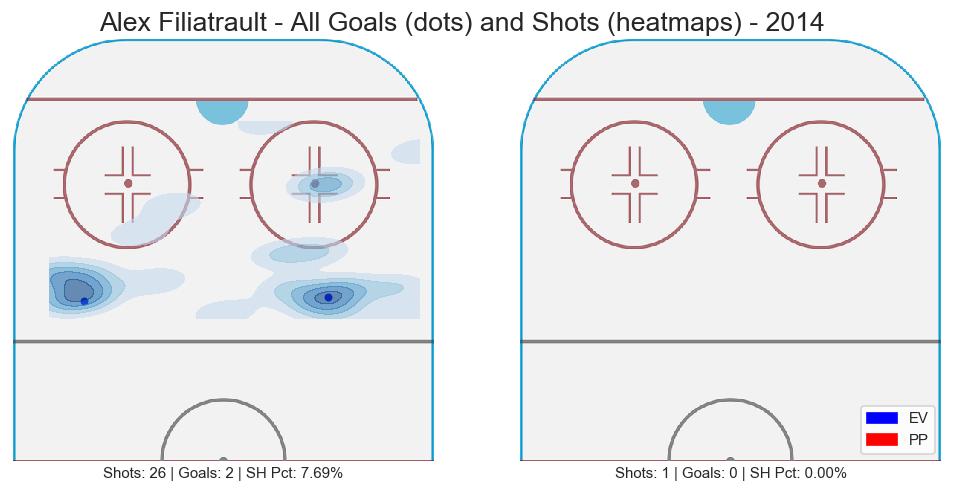 Alex Filiatrault - All Goals (dots) and Shots (heatmaps) - 2014
EV
PP
Shots: 26 | Goals: 2 | SH Pct: 7.69%
Shots: 1 | Goals: 0 | SH Pct: 0.00%